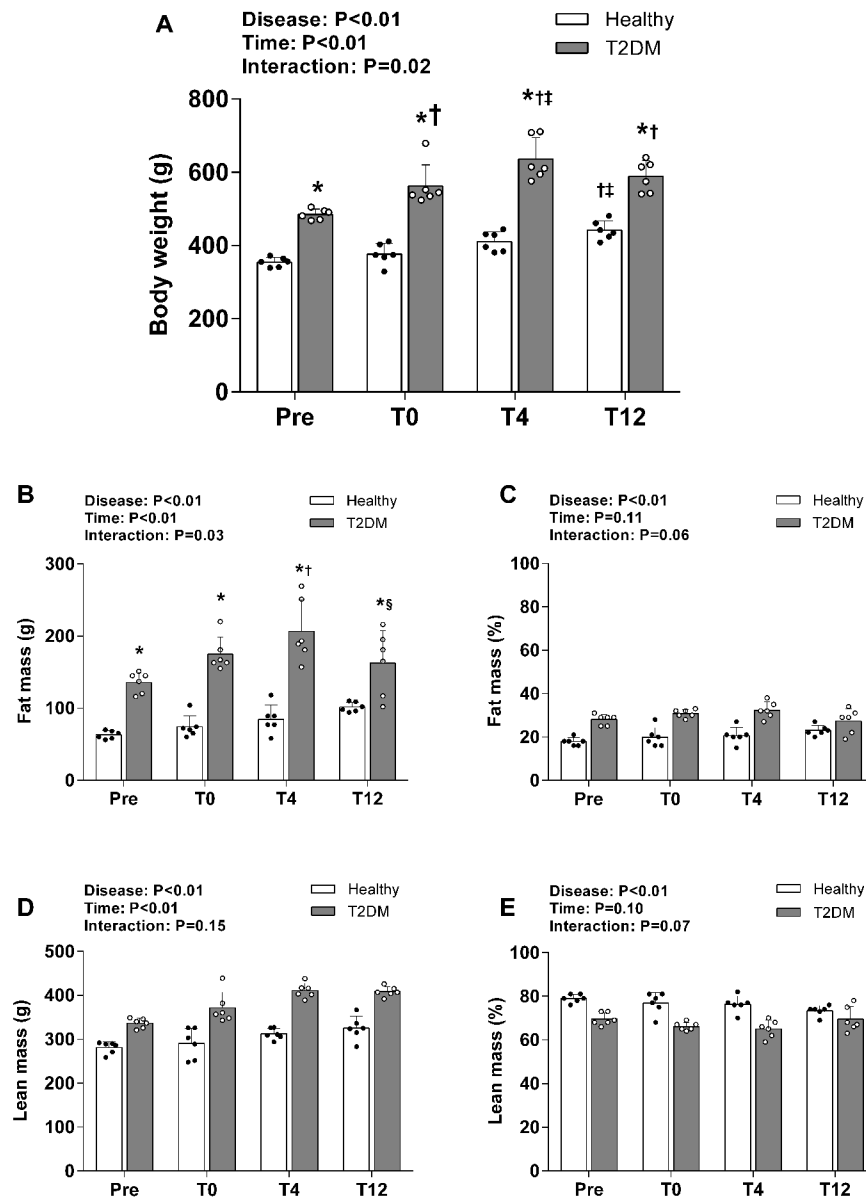 A
Disease: P<0.01
Time: P<0.01
Interaction: P=0.02
Healthy
T2DM
Body weight (g)
800
600
400
200
0
*
*†
*†‡
†‡
*†
Pre T0 T4 T12
B
Disease: P<0.01
Time: P<0.01
Interaction: P=0.03
Healthy
T2DM
Fat mass (g)
300
200
100
0
*
*
*†
*§
Pre T0 T4 T12
C
Disease: P<0.01
Time: P=0.11
Interaction: P=0.06
Healthy
T2DM
Fat mass (%)
100
80
60
40
20
0
Pre T0 T4 T12
D
Disease: P<0.01
Time: P<0.01
Interaction: P=0.15
Healthy
T2DM
Lean mass (g)
500
400
300
200
100
0
Pre T0 T4 T12
E
Disease: P<0.01
Time: P=0.10
Interaction: P=0.07
Healthy
T2DM
Lean mass (%)
100
80
60
40
20
0
Pre T0 T4 T12